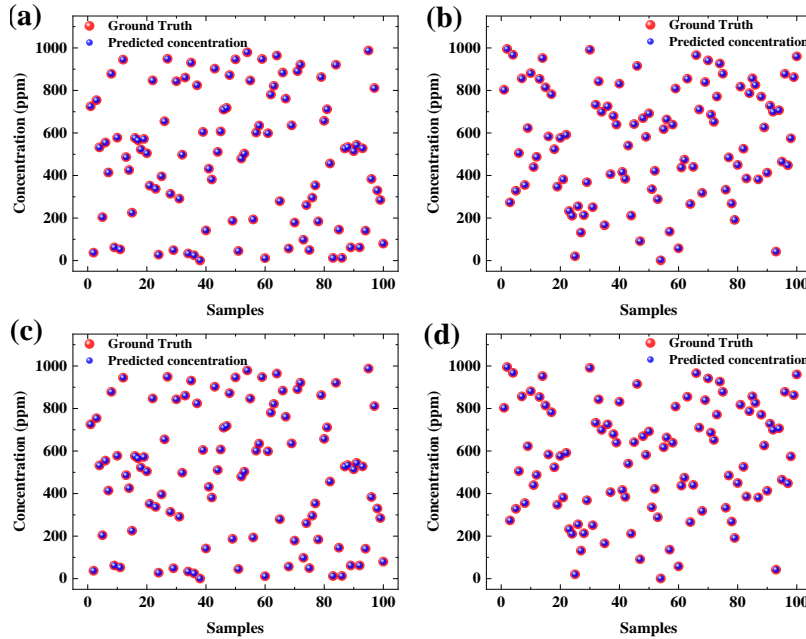 (a)
Ground Truth
Predicted concentration
1000
800
600
400
200
0
Concentration (ppm)
0 20 40 60 80 100
Samples
(b)
Ground Truth
Predicted concentration
1000
800
600
400
200
0
Concentration (ppm)
0 20 40 60 80 100
Samples
(c)
Ground Truth
Predicted concentration
1000
800
600
400
200
0
Concentration (ppm)
0 20 40 60 80 100
Samples
(d)
Ground Truth
Predicted concentration
1000
800
600
400
200
0
Concentration (ppm)
0 20 40 60 80 100
Samples